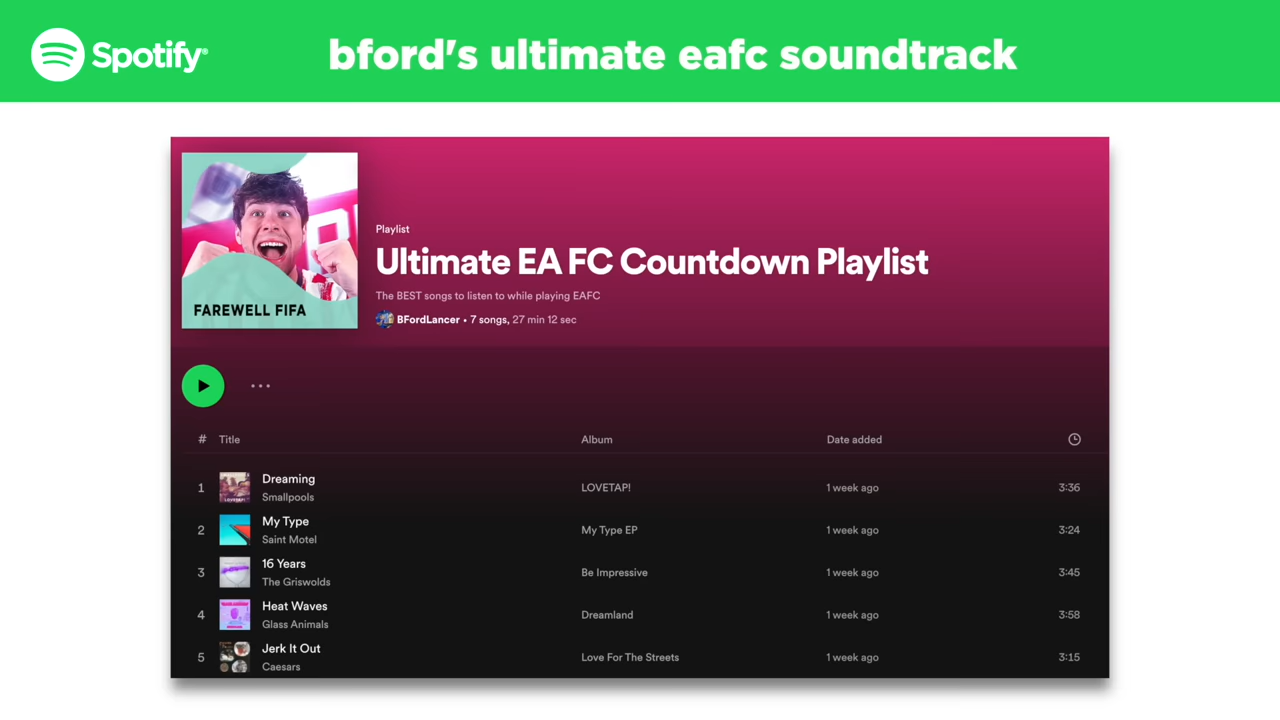 Spotify®
bford's ultimate eafc soundtrack
FAREWELL FIFA
Playlist
Ultimate EA FC Countdown Playlist
The BEST songs to listen to while playing EAFC
BFordLancer • 7 songs, 27 min 12 sec
# Title Album Date added
1 Dreaming LOVETAP! 1 week ago 3:36
Smallpools
2 My Type My Type EP 1 week ago 3:24
Saint Motel
3 16 Years Be Impressive 1 week ago 3:45
The Griswolds
4 Heat Waves Dreamland 1 week ago 3:58
Glass Animals
5 Jerk It Out Love For The Streets 1 week ago 3:15
Caesars